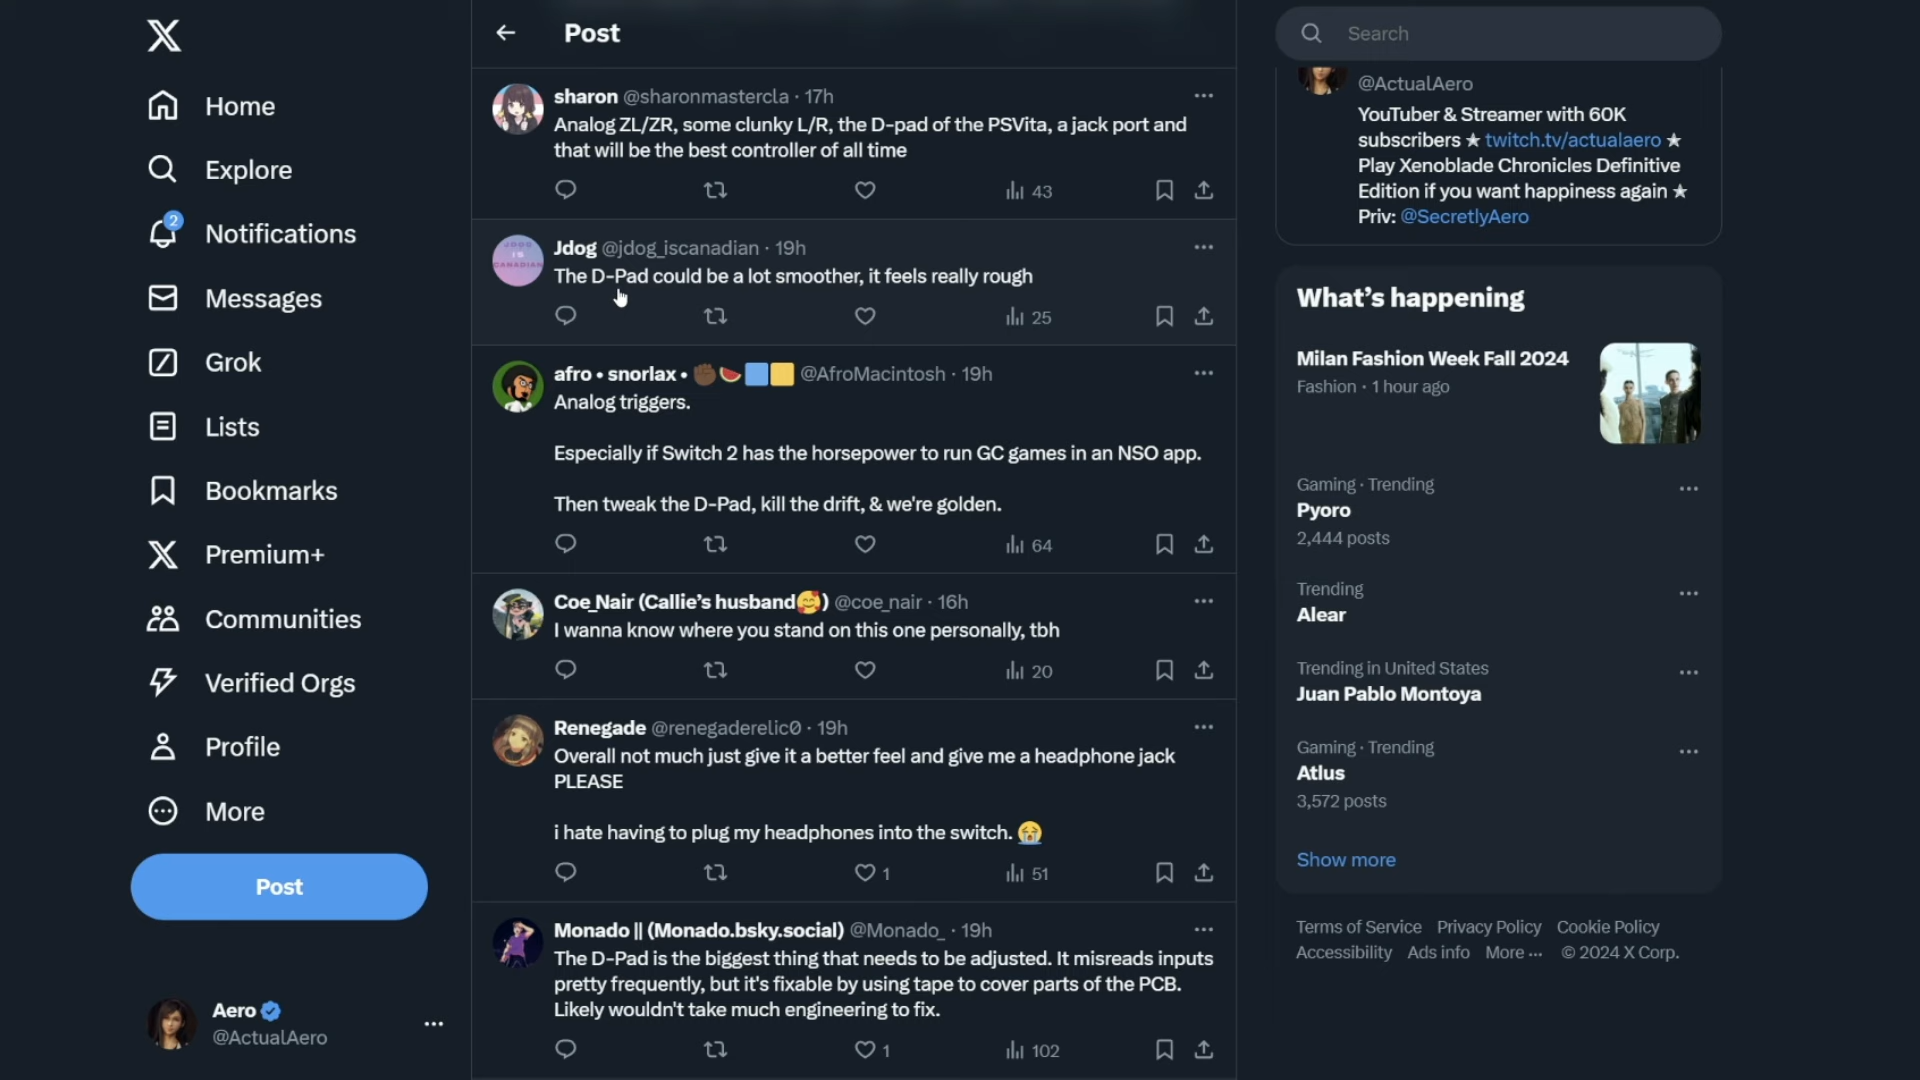 Home
Explore
2
Notifications
Messages
Grok
Lists
Bookmarks
Premium+
Communities
Verified Orgs
Profile
More
Post
Aero
@ActualAero
Post
sharon @sharonmastercla · 17h
Analog ZL/ZR, some clunky L/R, the D-pad of the PSVita, a jack port and
that will be the best controller of all time
43
Jdog @jdog_iscanadian · 19h
The D-Pad could be a lot smoother, it feels really rough
25
afro • snorlax • ✊🏿🍉🟦🟨 @AfroMacintosh · 19h
Analog triggers.
Especially if Switch 2 has the horsepower to run GC games in an NSO app.
Then tweak the D-Pad, kill the drift, & we're golden.
64
Coe_Nair (Callie's husband🥰) @coe_nair · 16h
I wanna know where you stand on this one personally, tbh
20
Renegade @renegaderelic0 · 19h
Overall not much just give it a better feel and give me a headphone jack
PLEASE
i hate having to plug my headphones into the switch. 😭
1 51
Monado || (Monado.bsky.social) @Monado_ · 19h
The D-Pad is the biggest thing that needs to be adjusted. It misreads inputs
pretty frequently, but it's fixable by using tape to cover parts of the PCB.
Likely wouldn't take much engineering to fix.
1 102
Search
@ActualAero
YouTuber & Streamer with 60K
subscribers ★ twitch.tv/actualaero ★
Play Xenoblade Chronicles Definitive
Edition if you want happiness again ★
Priv: @SecretlyAero
What's happening
Milan Fashion Week Fall 2024
Fashion · 1 hour ago
Gaming · Trending
Pyoro
2,444 posts
Trending
Alear
Trending in United States
Juan Pablo Montoya
Gaming · Trending
Atlus
3,572 posts
Show more
Terms of Service Privacy Policy Cookie Policy
Accessibility Ads info More ··· © 2024 X Corp.